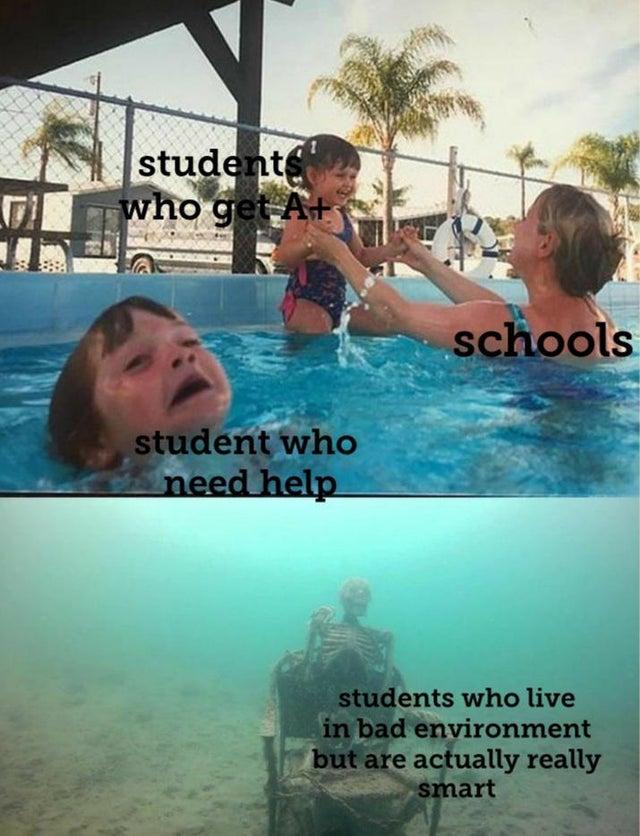 students
who get A+
schools
student who
need help
students who live
in bad environment
but are actually really
smart